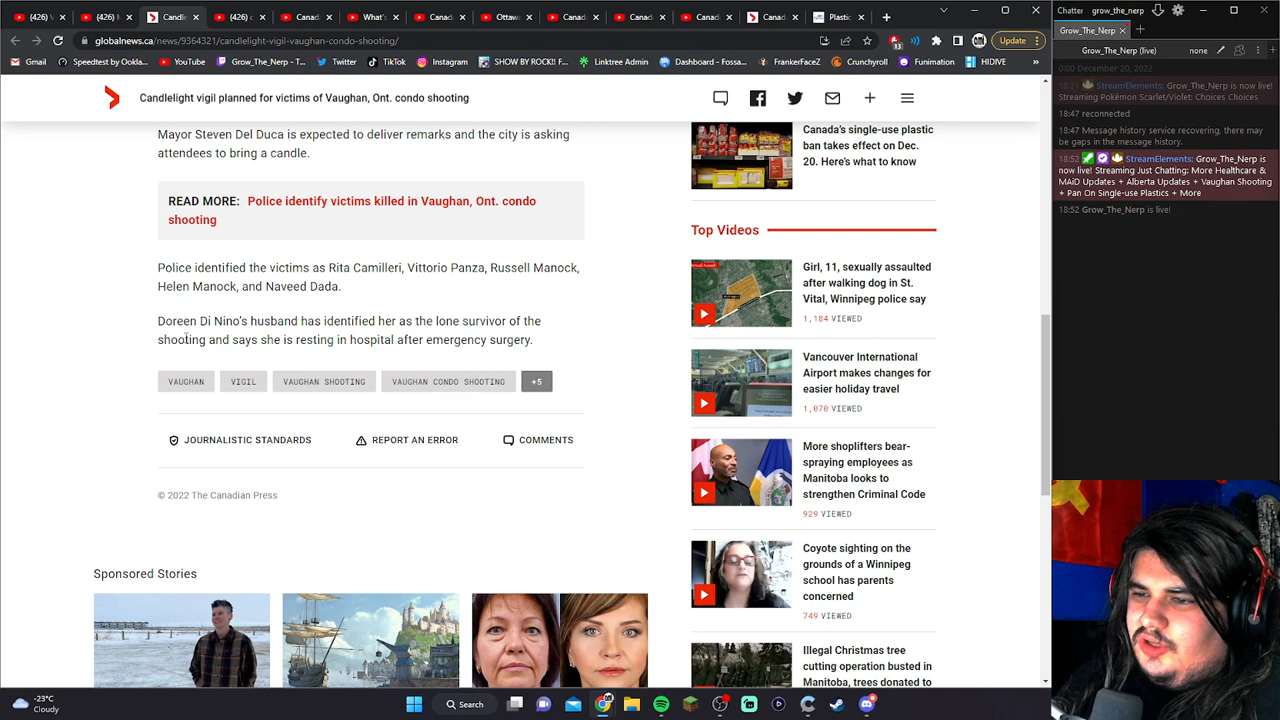 (426) \
(426) N
Candle
(426) c
Canad
What's
Canad
Ottaw
Canad
Canad
Canad
Canad
Plastic
globalnews.ca/news/9364321/candlelight-vigil-vaughan-condo-shooting/
13
Update
Gmail
Speedtest by Ookla...
YouTube
Grow_The_Nerp - T...
Twitter
TikTok
Instagram
SHOW BY ROCK!! F...
Linktree Admin
Dashboard - Fossa...
FrankerFaceZ
Crunchyroll
Funimation
HIDIVE
»
Candlelight vigil planned for victims of Vaughan, Ont. condo shooting
Mayor Steven Del Duca is expected to deliver remarks and the city is asking
attendees to bring a candle.
READ MORE: Police identify victims killed in Vaughan, Ont. condo
shooting
Police identified the victims as Rita Camilleri, Vittorio Panza, Russell Manock,
Helen Manock, and Naveed Dada.
Doreen Di Nino's husband has identified her as the lone survivor of the
shooting and says she is resting in hospital after emergency surgery.
VAUGHAN
VIGIL
VAUGHAN SHOOTING
VAUGHAN CONDO SHOOTING
+5
JOURNALISTIC STANDARDS
REPORT AN ERROR
COMMENTS
© 2022 The Canadian Press
Sponsored Stories
Canada's single-use plastic
ban takes effect on Dec.
20. Here's what to know
Top Videos
Girl, 11, sexually assaulted
after walking dog in St.
Vital, Winnipeg police say
1,184 VIEWED
Vancouver International
Airport makes changes for
easier holiday travel
1,070 VIEWED
More shoplifters bear-
spraying employees as
Manitoba looks to
strengthen Criminal Code
929 VIEWED
Coyote sighting on the
grounds of a Winnipeg
school has parents
concerned
749 VIEWED
Illegal Christmas tree
cutting operation busted in
Manitoba, trees donated to
Chatter
grow_the_nerp
Grow_The_Nerp
Grow_The_Nerp (live)
none
0:00 December 20, 2022
18:21 StreamElements: Grow_The_Nerp is now live!
Streaming Pokémon Scarlet/Violet: Choices Choices
18:47 reconnected
18:47 Message history service recovering, there may
be gaps in the message history.
18:52 StreamElements: Grow_The_Nerp is
now live! Streaming Just Chatting: More Healthcare &
MAiD Updates + Alberta Updates + Vaughan Shooting
+ Pan On Single-use Plastics + More
18:52 Grow_The_Nerp is live!
-23°C
Cloudy
Search